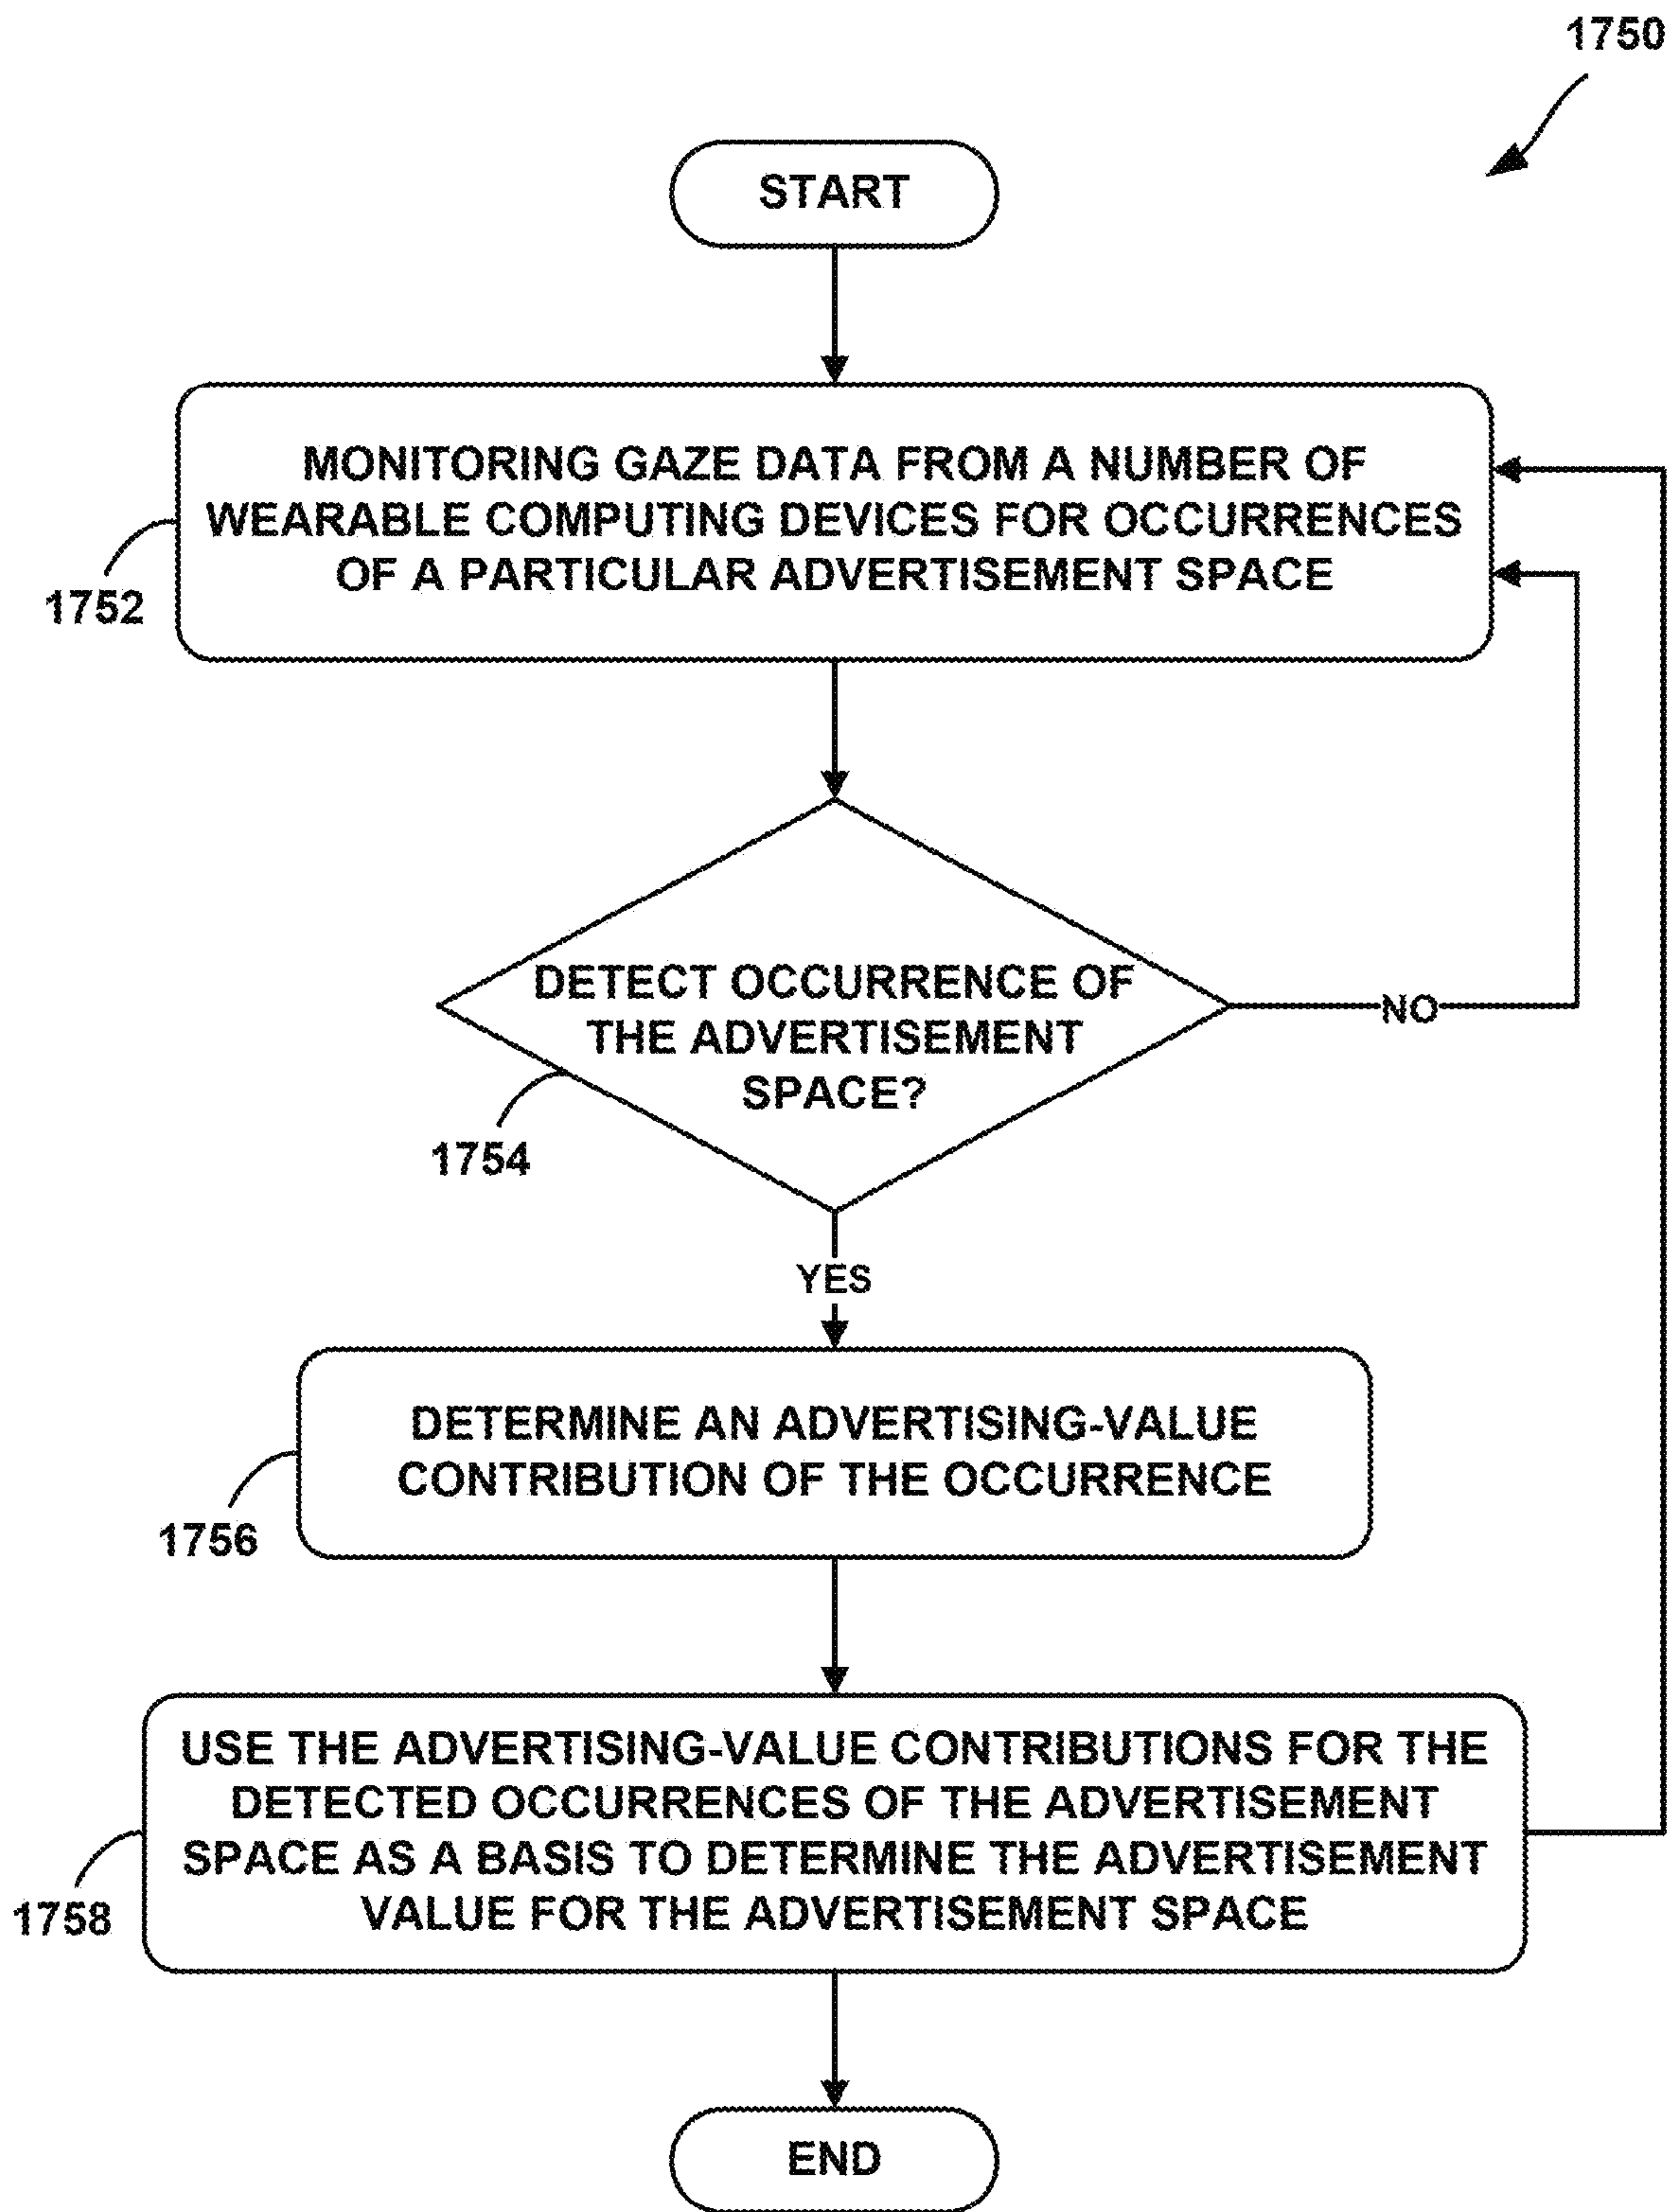 1750
START
MONITORING GAZE DATA FROM A NUMBER OF
WEARABLE COMPUTING DEVICES FOR OCCURRENCES
OF A PARTICULAR ADVERTISEMENT SPACE
1752
DETECT OCCURRENCE OF
THE ADVERTISEMENT
SPACE?
NO
1754
YES
DETERMINE AN ADVERTISING-VALUE
CONTRIBUTION OF THE OCCURRENCE
1756
USE THE ADVERTISING-VALUE CONTRIBUTIONS FOR THE
DETECTED OCCURRENCES OF THE ADVERTISEMENT
SPACE AS A BASIS TO DETERMINE THE ADVERTISEMENT
VALUE FOR THE ADVERTISEMENT SPACE
1758
END